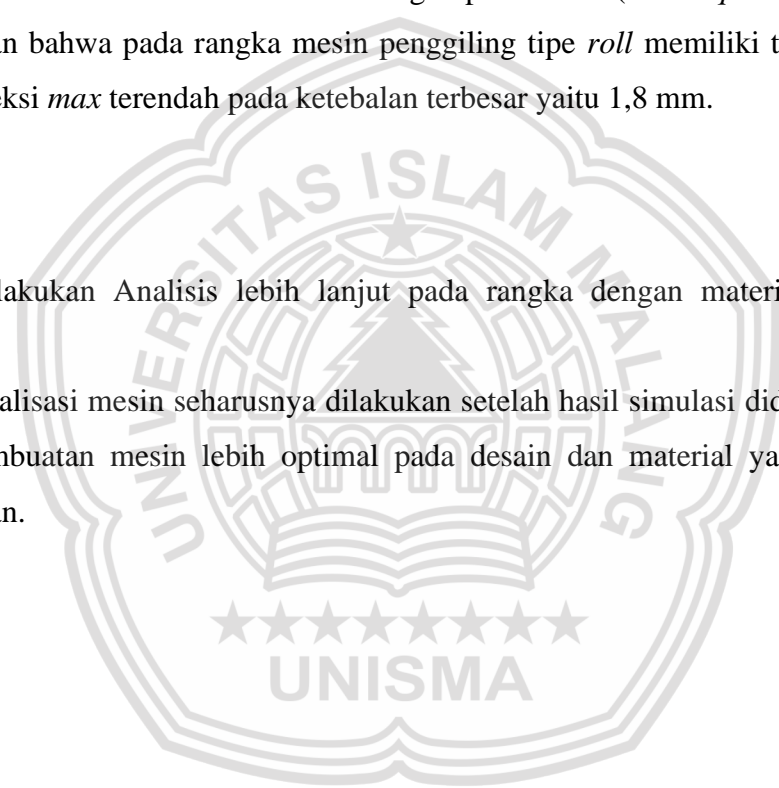 an bahwa pada rangka mesin penggiling tipe roll memiliki t
eksi max terendah pada ketebalan terbesar yaitu 1,8 mm.
UNIVERSITAS ISLAM MALANG
lakukan Analisis lebih lanjut pada rangka dengan materi
alisasi mesin seharusnya dilakukan setelah hasil simulasi did
mbuatan mesin lebih optimal pada desain dan material ya
an.
UNISMA